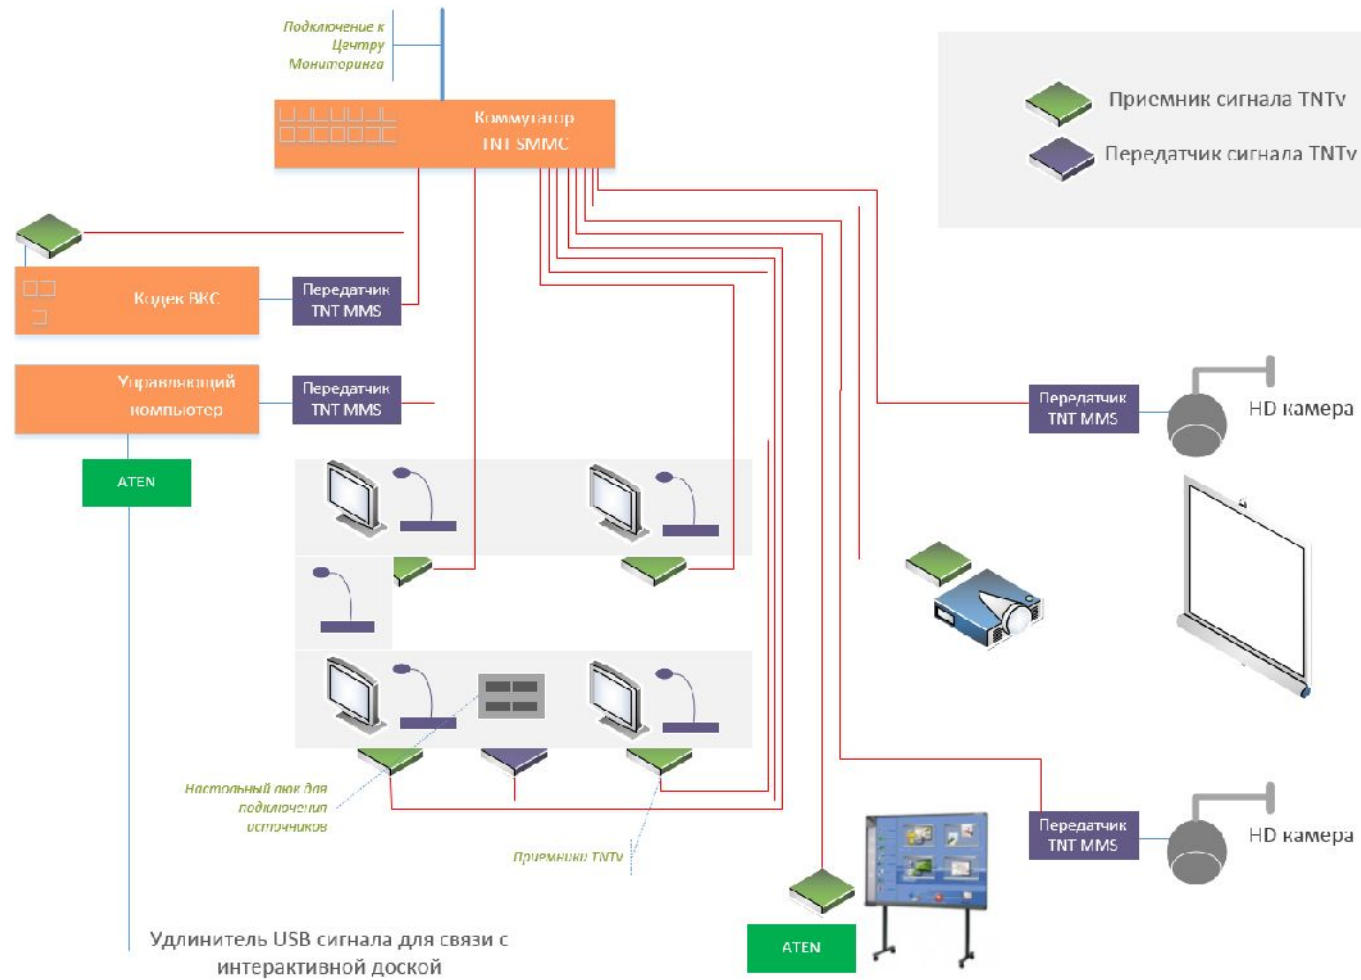 Подключение к
Центру
Мониторинга
Коммутатор
TNT SMMC
Приемник сигнала TNTv
Передатчик сигнала TNTv
Кодек ВКС
Передатчик
TNT MMS
Управляющий
компьютер
Передатчик
TNT MMS
ATEN
Передатчик
TNT MMS
HD камера
Настольный люк для
подключения
источников
Приемники TNTv
Передатчик
TNT MMS
HD камера
ATEN
Удлинитель USB сигнала для связи с
интерактивной доской